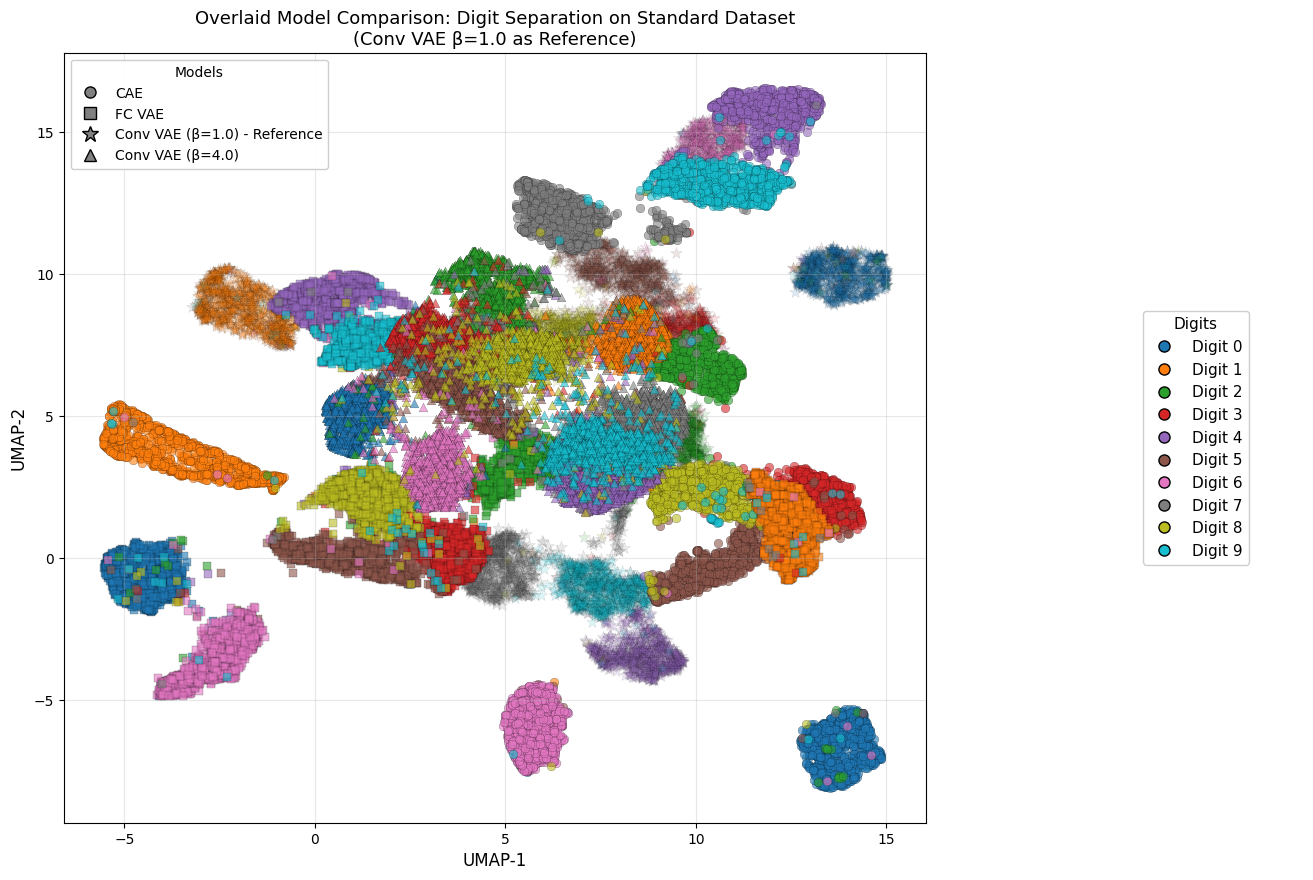 Overlaid Model Comparison: Digit Separation on Standard Dataset
(Conv VAE β=1.0 as Reference)
Models
CAE
FC VAE
Conv VAE (β=1.0) - Reference
Conv VAE (β=4.0)
15
10
5
0
−5
UMAP-2
−5
0
5
10
15
UMAP-1
Digits
Digit 0
Digit 1
Digit 2
Digit 3
Digit 4
Digit 5
Digit 6
Digit 7
Digit 8
Digit 9